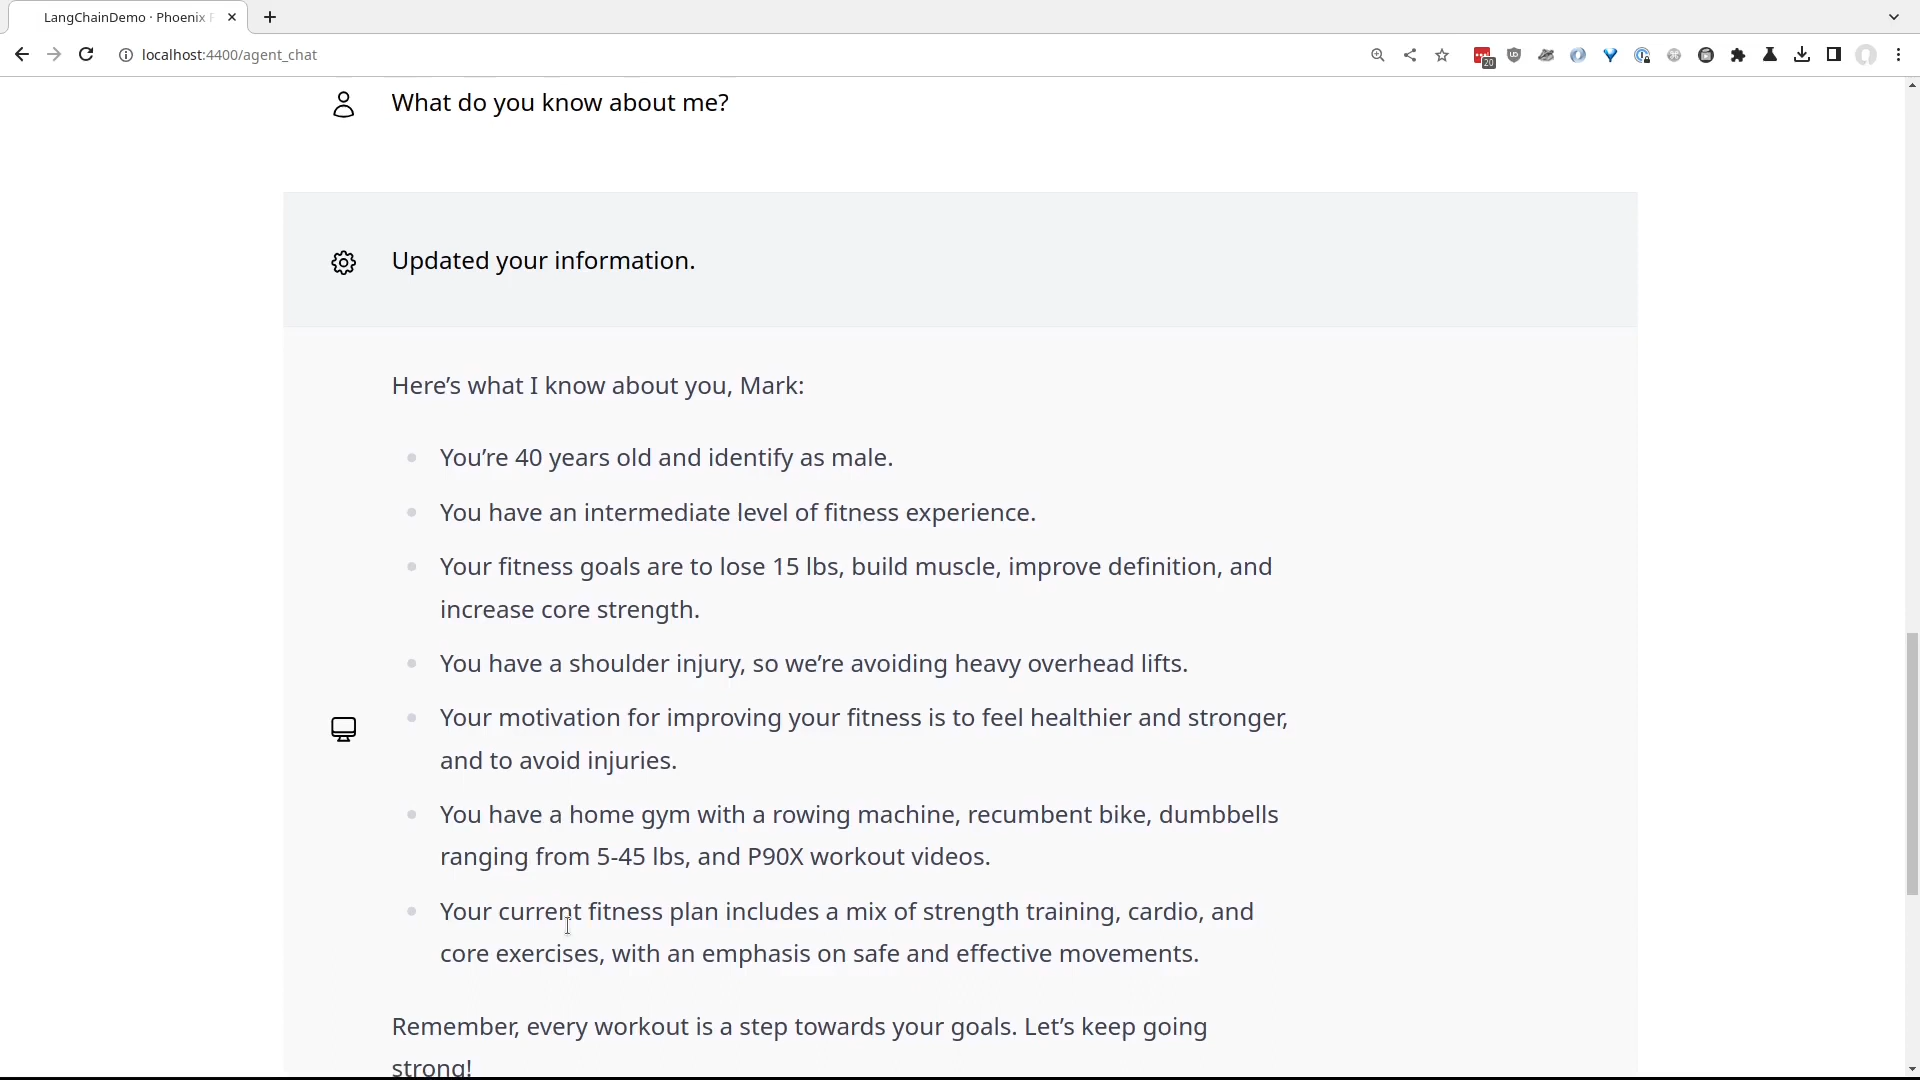 LangChainDemo · Phoenix
localhost:4400/agent_chat
20
What do you know about me?
Updated your information.
Here’s what I know about you, Mark:
You’re 40 years old and identify as male.
You have an intermediate level of fitness experience.
Your fitness goals are to lose 15 lbs, build muscle, improve definition, and
increase core strength.
You have a shoulder injury, so we’re avoiding heavy overhead lifts.
Your motivation for improving your fitness is to feel healthier and stronger,
and to avoid injuries.
You have a home gym with a rowing machine, recumbent bike, dumbbells
ranging from 5-45 lbs, and P90X workout videos.
Your current fitness plan includes a mix of strength training, cardio, and
core exercises, with an emphasis on safe and effective movements.
Remember, every workout is a step towards your goals. Let’s keep going
strong!